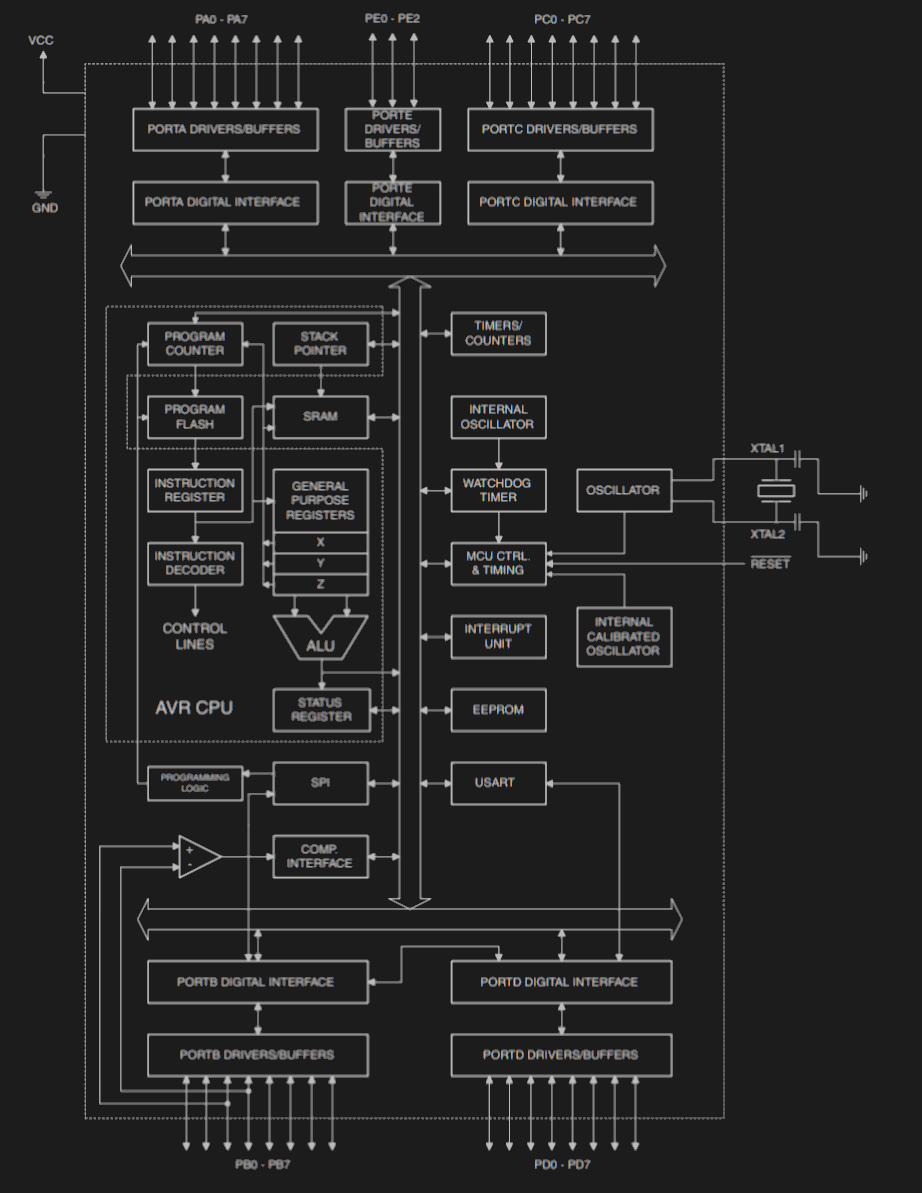 PA0 - PA7
PE0 - PE2
PC0 - PC7
VCC
PORTA DRIVERS/BUFFERS
PORTE
DRIVERS/
BUFFERS
PORTC DRIVERS/BUFFERS
PORTA DIGITAL INTERFACE
PORTE
DIGITAL
INTERFACE
PORTC DIGITAL INTERFACE
GND
PROGRAM
COUNTER
STACK
POINTER
TIMERS/
COUNTERS
PROGRAM
FLASH
SRAM
INTERNAL
OSCILLATOR
XTAL1
INSTRUCTION
REGISTER
GENERAL
PURPOSE
REGISTERS
X
Y
Z
WATCHDOG
TIMER
OSCILLATOR
XTAL2
INSTRUCTION
DECODER
MCU CTRL.
& TIMING
RESET
CONTROL
LINES
ALU
INTERRUPT
UNIT
INTERNAL
CALIBRATED
OSCILLATOR
AVR CPU
STATUS
REGISTER
EEPROM
PROGRAMMING
LOGIC
SPI
USART
+
-
COMP.
INTERFACE
PORTB DIGITAL INTERFACE
PORTD DIGITAL INTERFACE
PORTB DRIVERS/BUFFERS
PORTD DRIVERS/BUFFERS
PB0 - PB7
PD0 - PD7